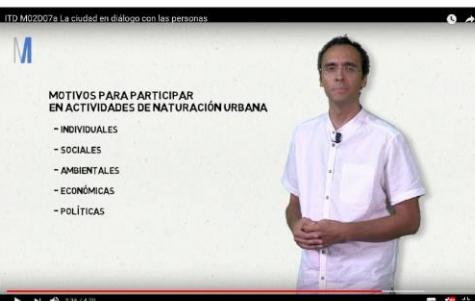 ITD M02D07a La ciudad en diálogo con las personas
M
MOTIVOS PARA PARTICIPAR
EN ACTIVIDADES DE NATURACIÓN URBANA
- INDIVIDUALES
- SOCIALES
- AMBIENTALES
- ECONÓMICAS
- POLÍTICAS